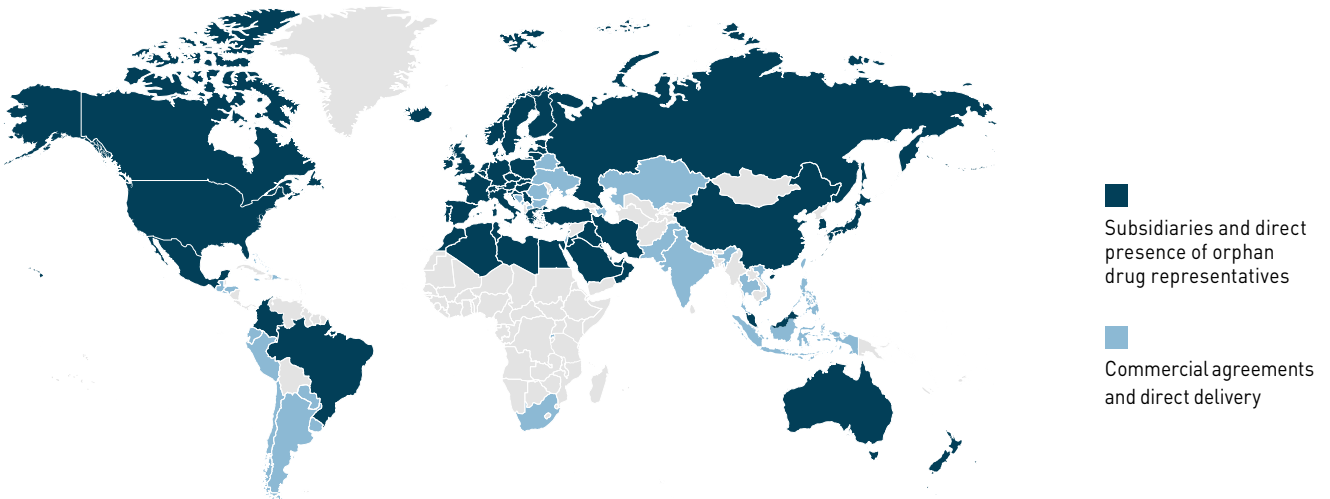 Subsidiaries and direct
presence of orphan
drug representatives
Commercial agreements
and direct delivery